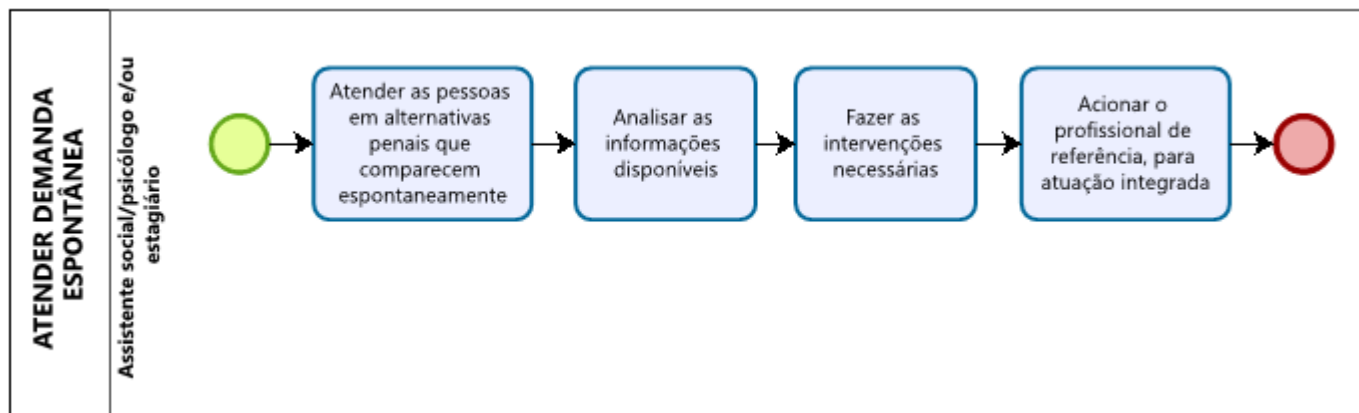 ATENDER DEMANDA
ESPONTÂNEA
Assistente social/psicólogo e/ou
estagiário
Atender as pessoas
em alternativas
penais que
comparecem
espontaneamente
Analisar as
informações
disponíveis
Fazer as
intervenções
necessárias
Acionar o
profissional de
referência, para
atuação integrada